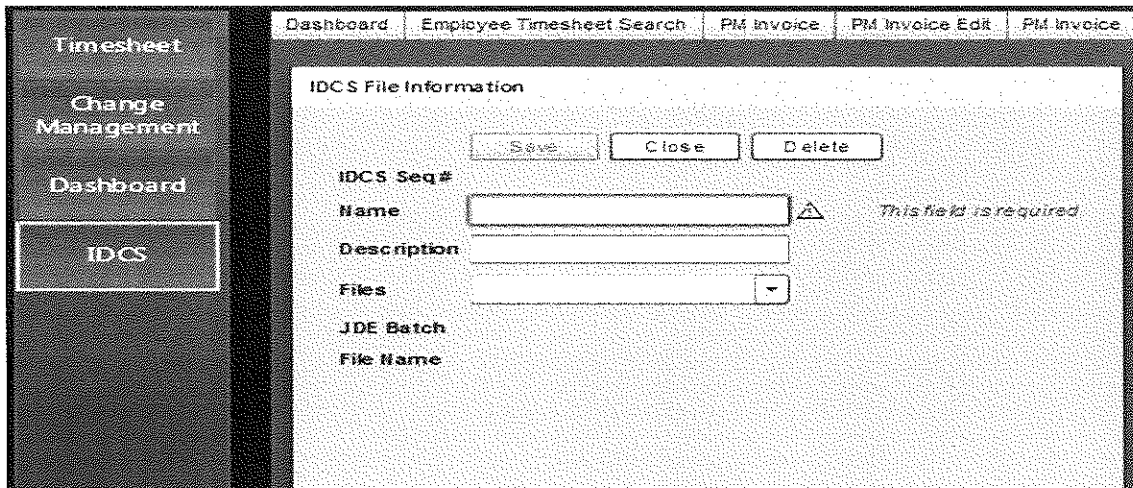 Timesheet
Change
Management
Dashboard
IDCS
Dashboard Employee Timesheet Search PM Invoice PM Invoice Edit PM Invoice
IDCS File Information
Save Close Delete
IDCS Seq#
Name This field is required
Description
Files
JDE Batch
File Name